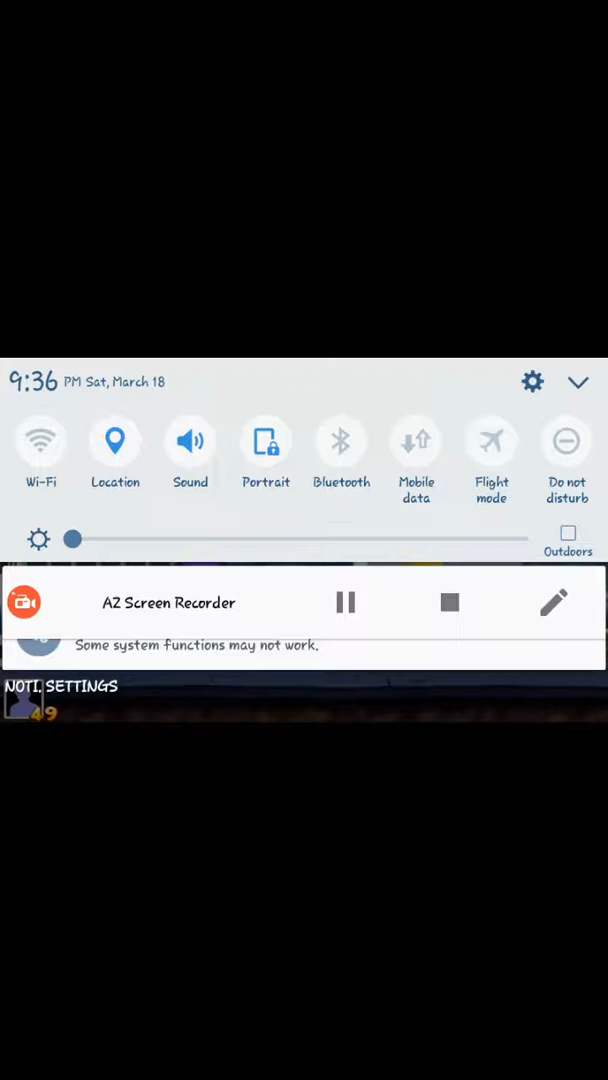 9:36 PM Sat, March 18
Wi-Fi Location Sound Portrait Bluetooth Mobile data Flight mode Do not disturb
Outdoors
AZ Screen Recorder
Some system functions may not work.
NOTI. SETTINGS
49